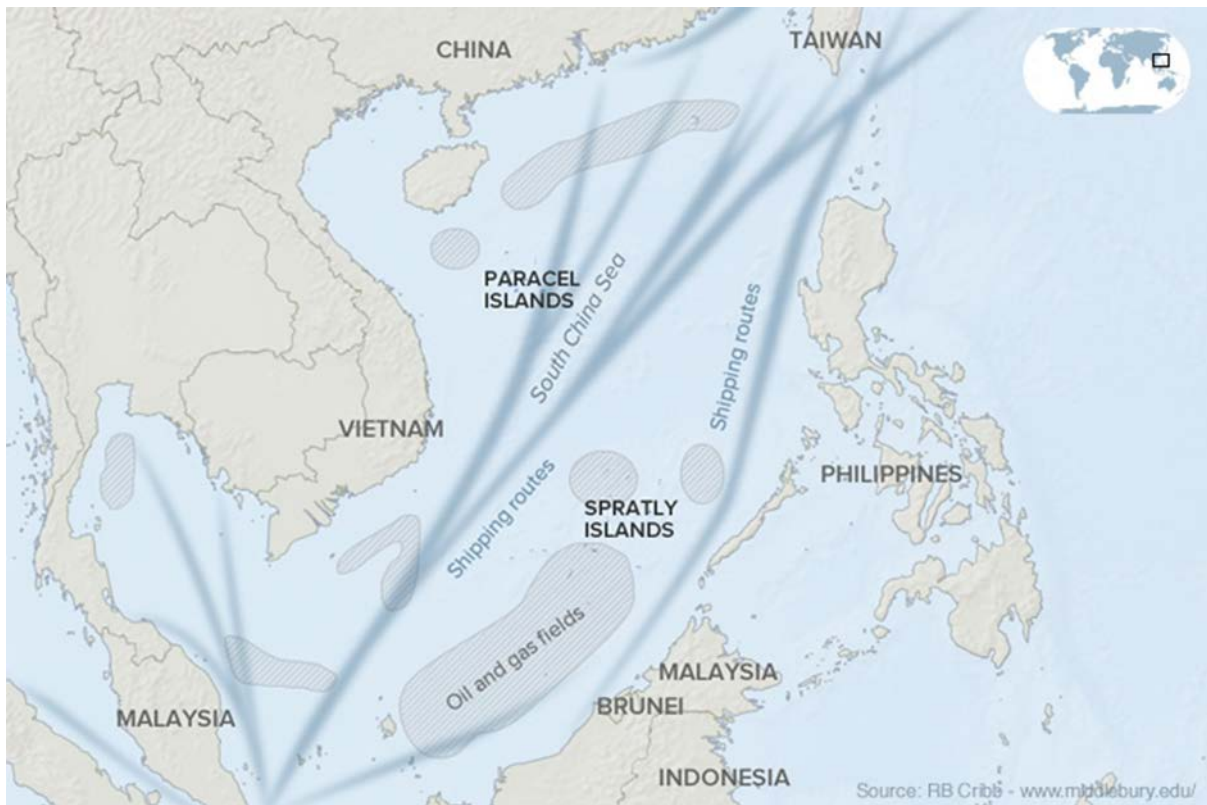 CHINA
TAIWAN
PARACEL
ISLANDS
South China Sea
Shipping routes
VIETNAM
PHILIPPINES
Shipping routes
SPRATLY
ISLANDS
Oil and gas fields
MALAYSIA
BRUNEI
MALAYSIA
INDONESIA
Source: RB Cribb - www.middlebury.edu/